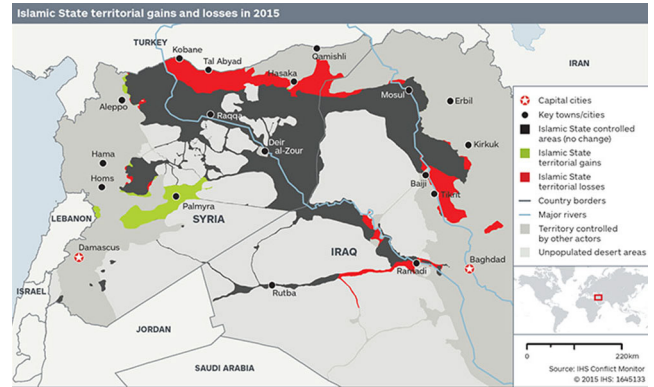 Islamic State territorial gains and losses in 2015
TURKEY
IRAN
Kobane
Tal Abyad
Qamishli
Hasaka
Aleppo
Mosul
Erbil
Raqqa
Deir
al-Zour
Kirkuk
Hama
Homs
Palmyra
Baiji
Tikrit
SYRIA
LEBANON
Damascus
IRAQ
Baghdad
Ramadi
ISRAEL
Rutba
JORDAN
SAUDI ARABIA
Capital cities
Key towns/cities
Islamic State controlled
areas (no change)
Islamic State
territorial gains
Islamic State
territorial losses
Country borders
Major rivers
Territory controlled
by other actors
Unpopulated desert areas
0
220km
Source: IHS Conflict Monitor
© 2015 IHS: 1645133